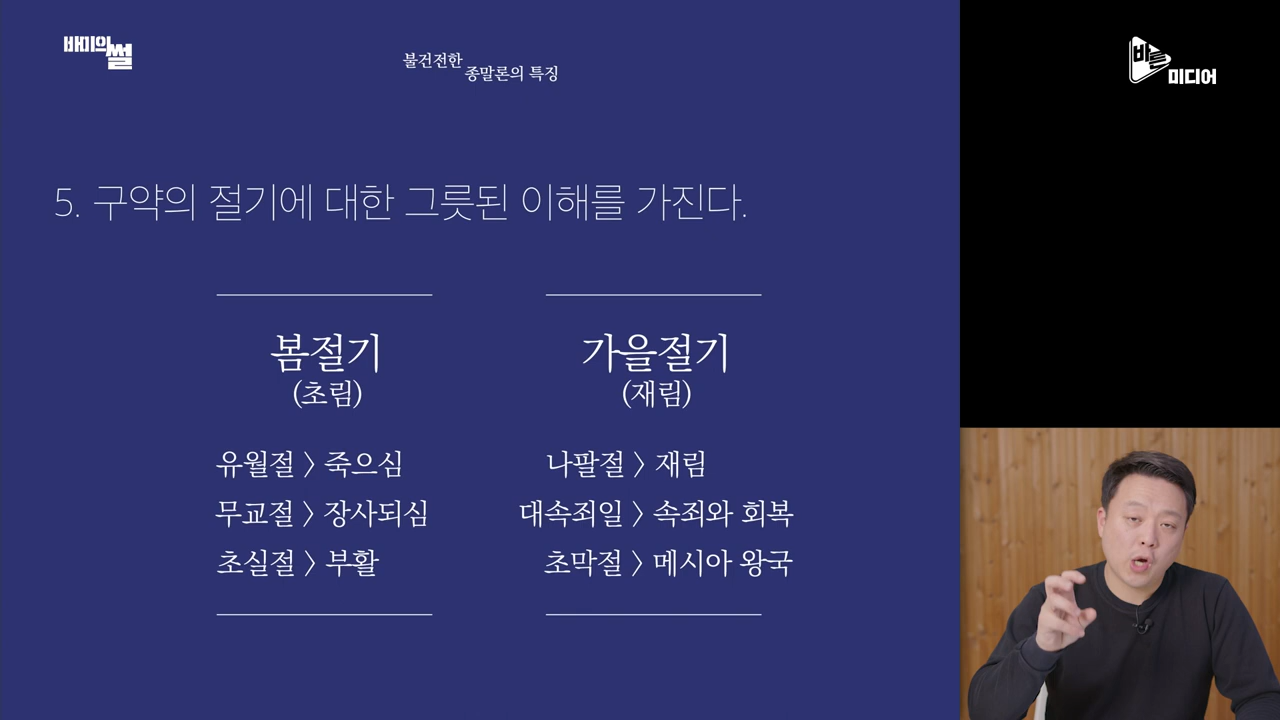 바미의썰
불건전한
종말론의 특징
바른
미디어
5. 구약의 절기에 대한 그릇된 이해를 가진다.
봄절기
(초림)
유월절 〉 죽으심
무교절 〉 장사되심
초실절 〉 부활
가을절기
(재림)
나팔절 〉 재림
대속죄일 〉 속죄와 회복
초막절 〉 메시아 왕국